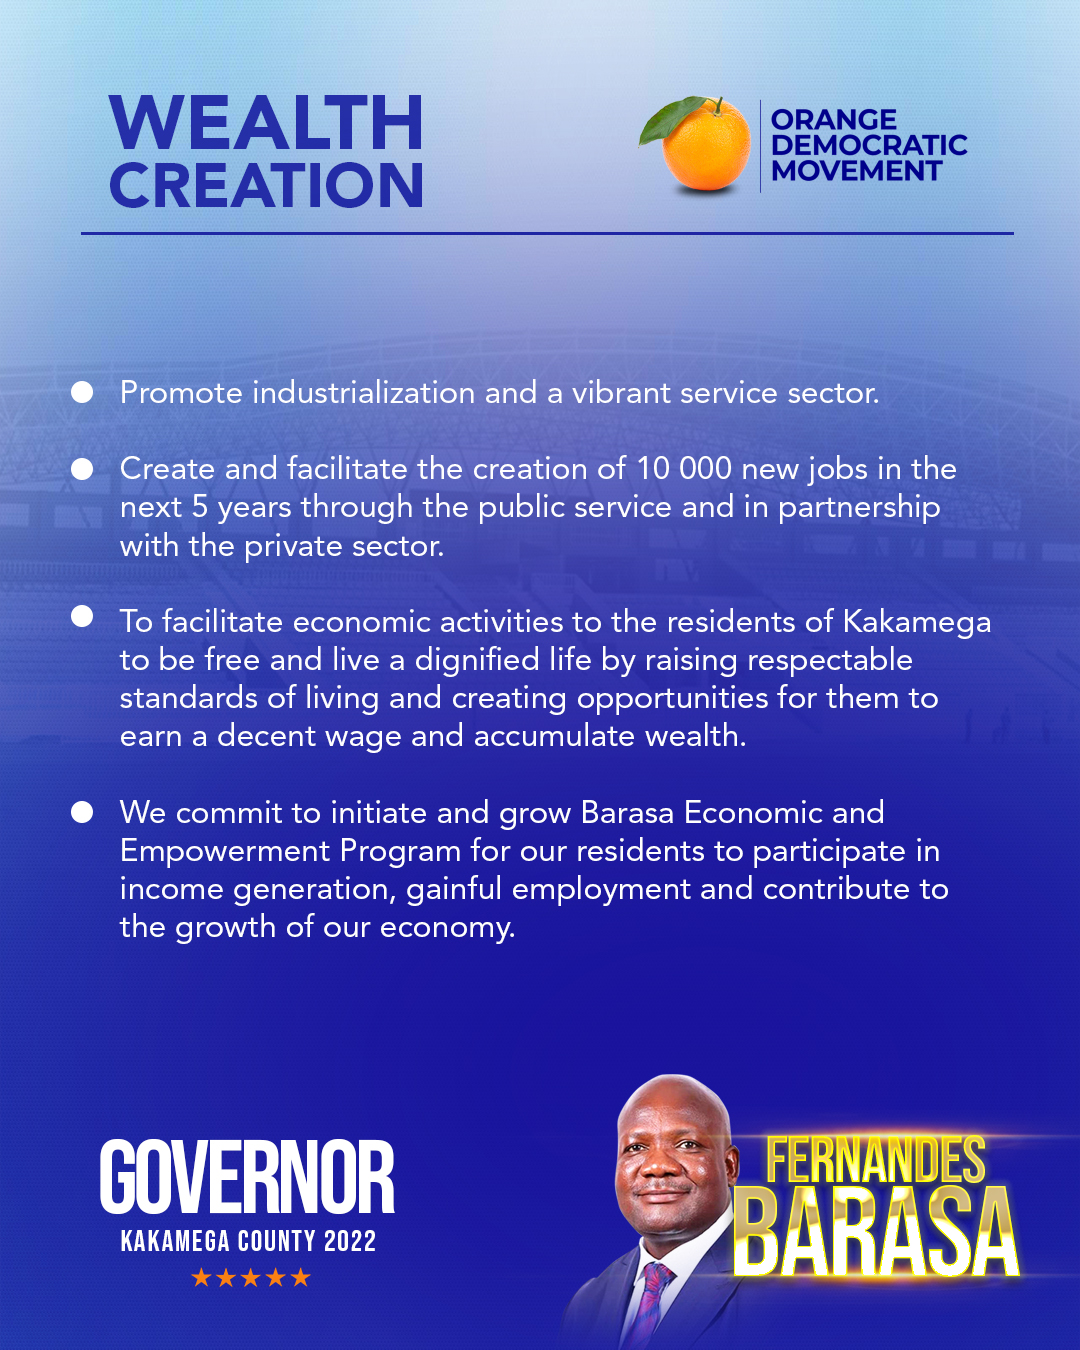 WEALTH
CREATION
ORANGE
DEMOCRATIC
MOVEMENT
Promote industrialization and a vibrant service sector.
Create and facilitate the creation of 10 000 new jobs in the
next 5 years through the public service and in partnership
with the private sector.
To facilitate economic activities to the residents of Kakamega
to be free and live a dignified life by raising respectable
standards of living and creating opportunities for them to
earn a decent wage and accumulate wealth.
We commit to initiate and grow Barasa Economic and
Empowerment Program for our residents to participate in
income generation, gainful employment and contribute to
the growth of our economy.
GOVERNOR
KAKAMEGA COUNTY 2022
FERNANDES
BARASA